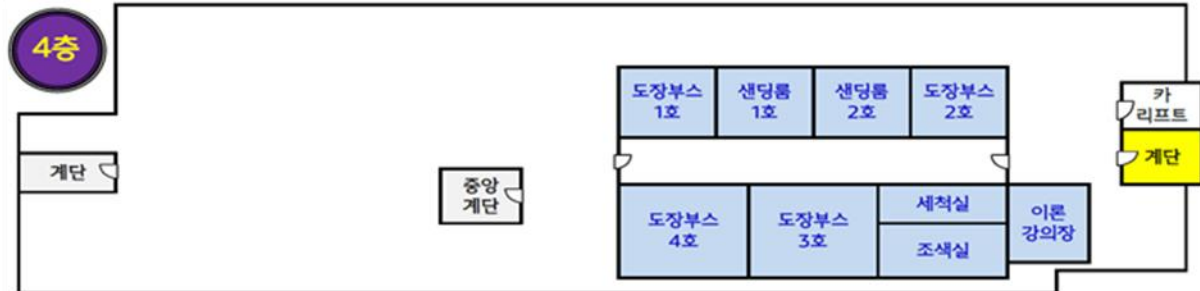 4층
도장부스
1호
샌딩룸
1호
샌딩룸
2호
도장부스
2호
카
리프트
계단
계단
중앙
계단
도장부스
4호
도장부스
3호
세척실
조색실
이론
강의장